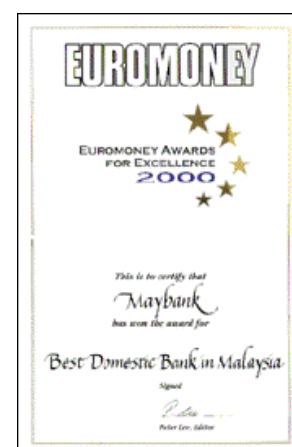 EUROMONEY
EUROMONEY AWARDS
FOR EXCELLENCE
2000
This is to certify that
Maybank
has won the award for
Best Domestic Bank in Malaysia
Signed
Peter Lee, Editor